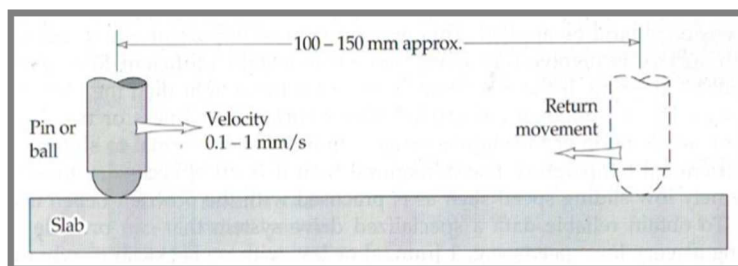 100 – 150 mm approx.
Pin or
ball
Velocity
0.1 – 1 mm/s
Return
movement
Slab